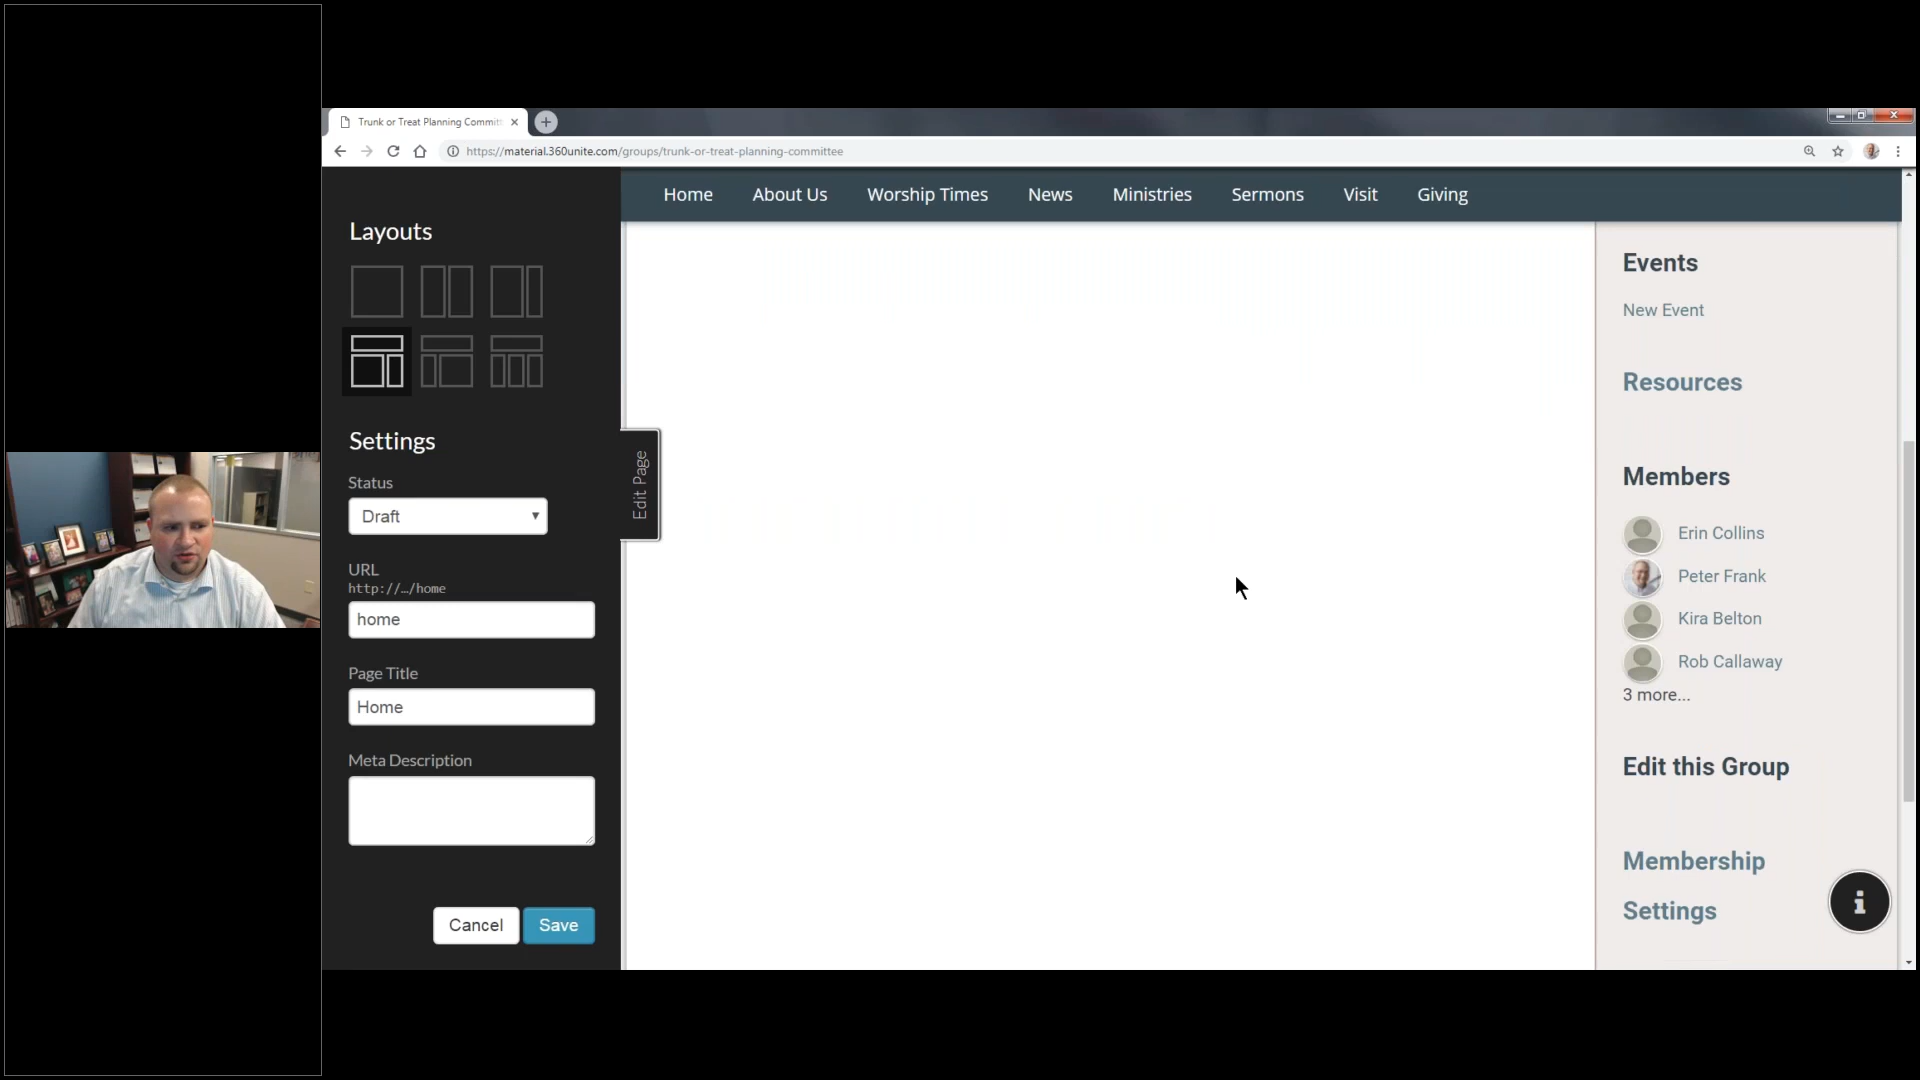 Trunk or Treat Planning Committ
https://material.360unite.com/groups/trunk-or-treat-planning-committee
Home About Us Worship Times News Ministries Sermons Visit Giving
Layouts
Settings
Status
Draft
URL
http://…/home
home
Page Title
Home
Meta Description
Cancel Save
Edit Page
Events
New Event
Resources
Members
Erin Collins
Peter Frank
Kira Belton
Rob Callaway
3 more...
Edit this Group
Membership
Settings
i